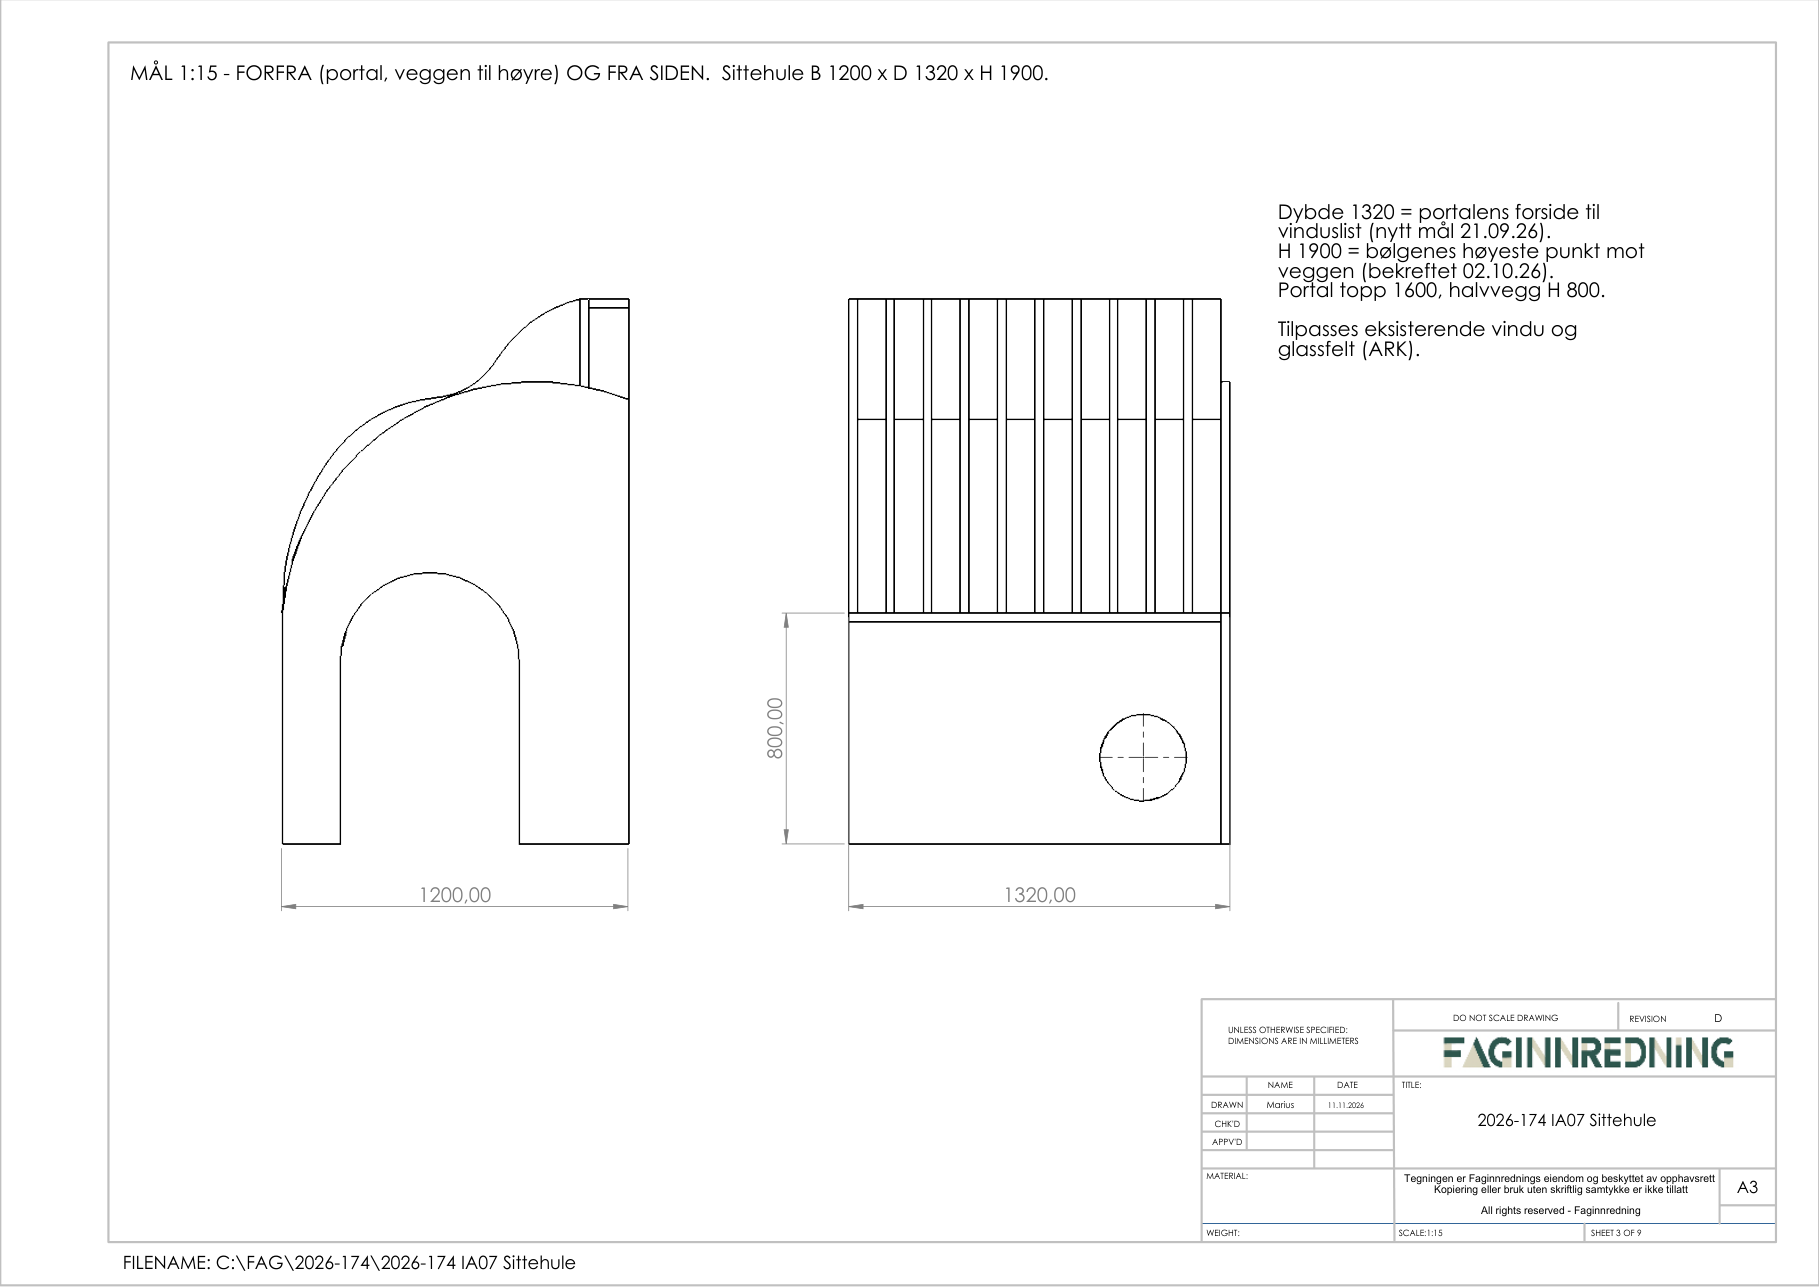 MÅL 1:15 - FORFRA (portal, veggen til høyre) OG FRA SIDEN.  Sittehule B 1200 x D 1320 x H 1900.
Dybde 1320 = portalens forside til
vinduslist (nytt mål 21.09.26).
H 1900 = bølgenes høyeste punkt mot
veggen (bekreftet 02.10.26).
Portal topp 1600, halvvegg H 800.
Tilpasses eksisterende vindu og
glassfelt (ARK).
800,00
1200,00
1320,00
UNLESS OTHERWISE SPECIFIED:
DIMENSIONS ARE IN MILLIMETERS
DO NOT SCALE DRAWING
REVISION D
FAGINNREDNING
NAME DATE
DRAWN Marius 11.11.2026
CHK'D
APPV'D
TITLE:
2026-174 IA07 Sittehule
MATERIAL:
Tegningen er Faginnrednings eiendom og beskyttet av opphavsrett
Kopiering eller bruk uten skriftlig samtykke er ikke tillatt
All rights reserved - Faginnredning
A3
WEIGHT:
SCALE:1:15
SHEET 3 OF 9
FILENAME: C:\FAG\2026-174\2026-174 IA07 Sittehule